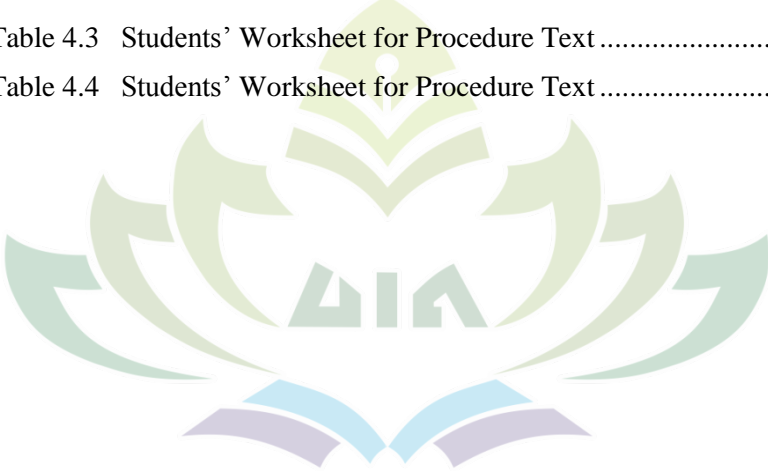 Table 4.3 Students’ Worksheet for Procedure Text ......................
Table 4.4 Students’ Worksheet for Procedure Text ......................